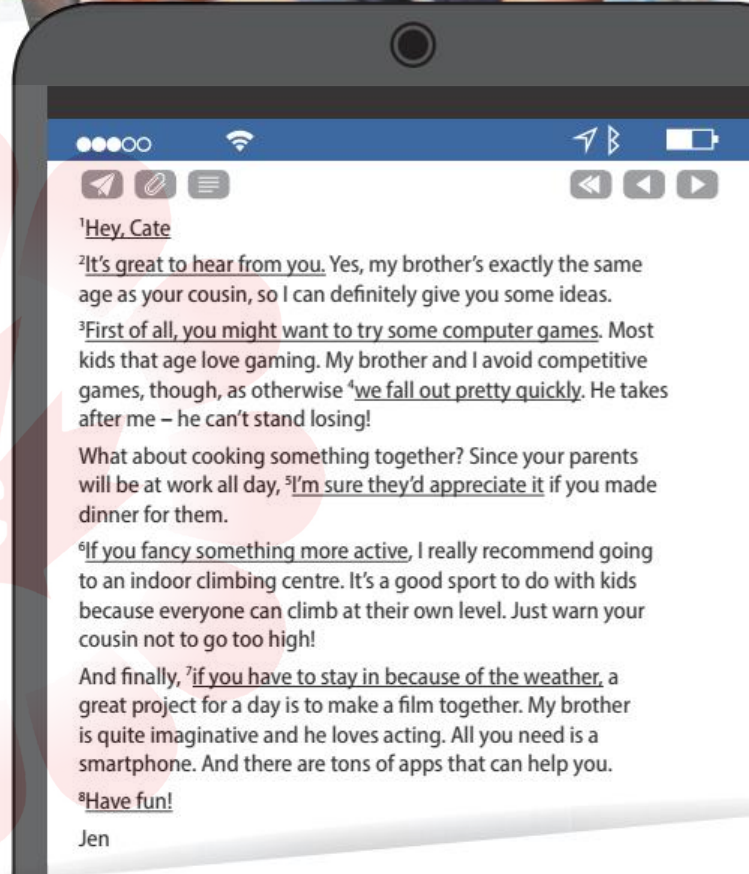 ¹Hey, Cate
²It's great to hear from you. Yes, my brother's exactly the same
age as your cousin, so I can definitely give you some ideas.
³First of all, you might want to try some computer games. Most
kids that age love gaming. My brother and I avoid competitive
games, though, as otherwise ⁴we fall out pretty quickly. He takes
after me – he can't stand losing!
What about cooking something together? Since your parents
will be at work all day, ⁵I'm sure they'd appreciate it if you made
dinner for them.
⁶If you fancy something more active, I really recommend going
to an indoor climbing centre. It's a good sport to do with kids
because everyone can climb at their own level. Just warn your
cousin not to go too high!
And finally, ⁷if you have to stay in because of the weather, a
great project for a day is to make a film together. My brother
is quite imaginative and he loves acting. All you need is a
smartphone. And there are tons of apps that can help you.
⁸Have fun!
Jen